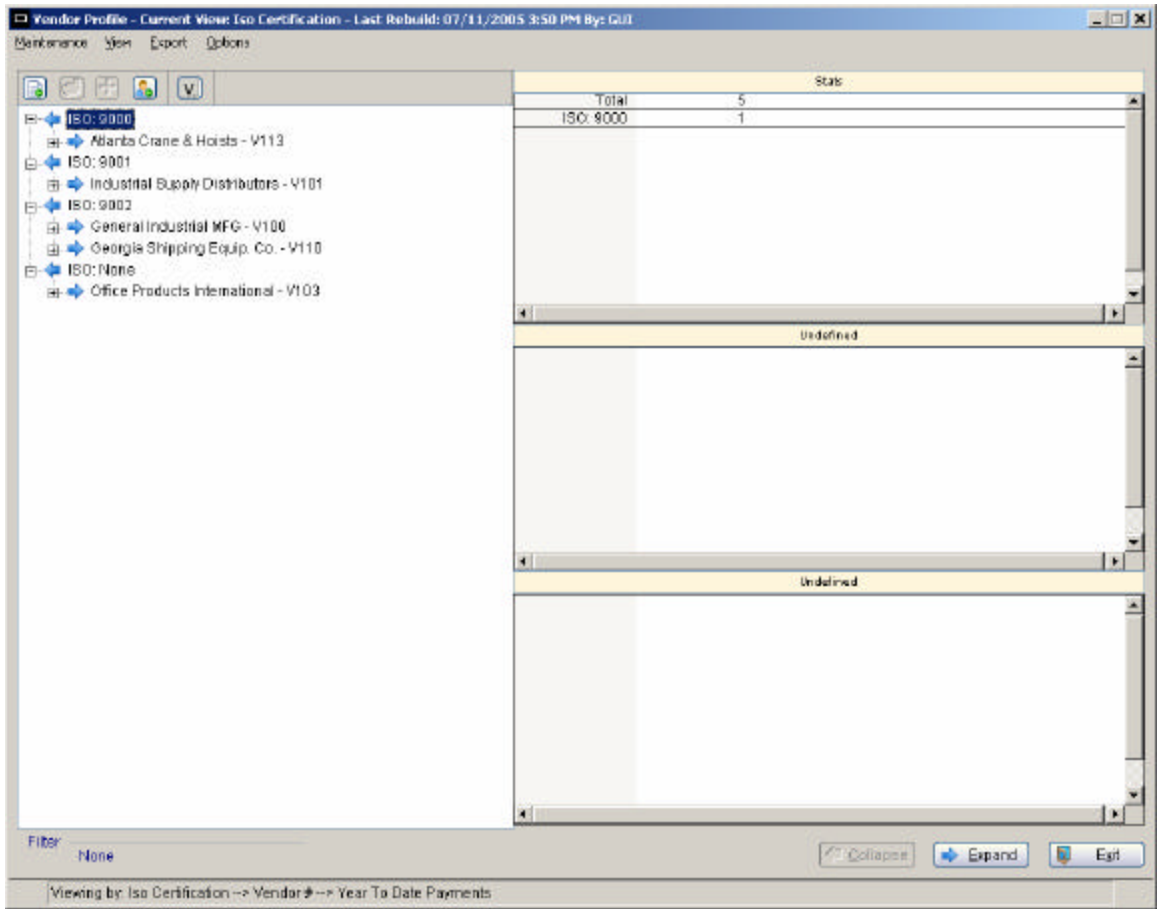 Vendor Profile - Current View: Iso Certification - Last Rebuild: 07/11/2005 3:50 PM By: GUI
Maintenance View Export Options
V
Stats
Total 5
ISO: 9000 1
ISO: 9000
Atlanta Crane & Hoists - V113
ISO: 9001
Industrial Supply Distributors - V101
ISO: 9002
General Industrial MFG - V100
Georgia Shipping Equip. Co. - V110
ISO: None
Office Products International - V103
Undefined
Undefined
Filter
None
Collapse Expand Exit
Viewing by: Iso Certification --> Vendor # --> Year To Date Payments